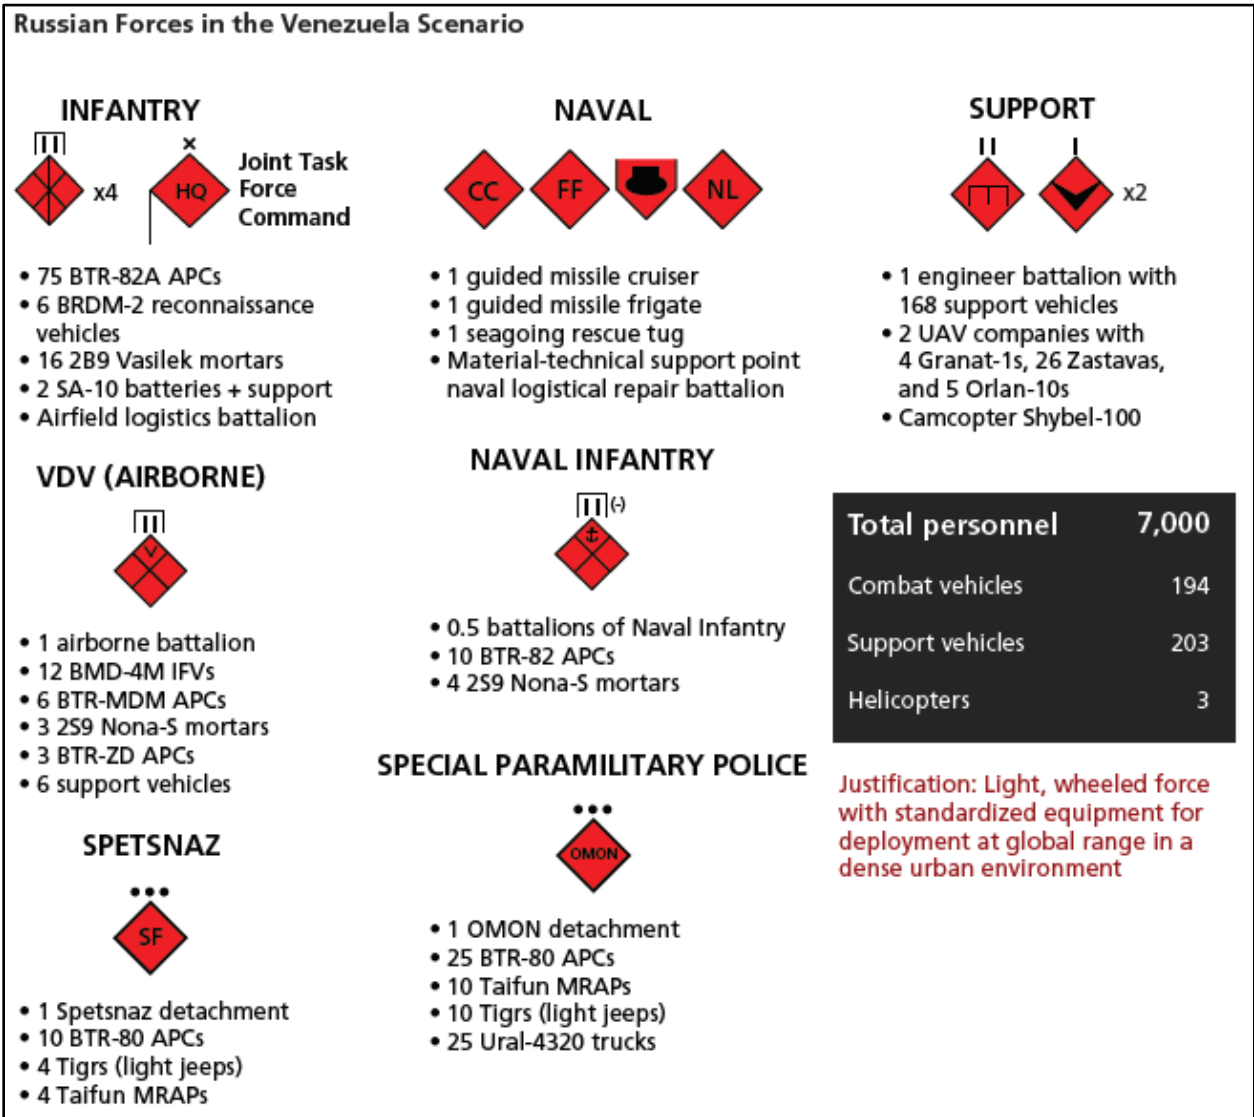 Russian Forces in the Venezuela Scenario
INFANTRY
x4
HQ
Joint Task
Force
Command
• 75 BTR-82A APCs
• 6 BRDM-2 reconnaissance
vehicles
• 16 2B9 Vasilek mortars
• 2 SA-10 batteries + support
• Airfield logistics battalion
NAVAL
CC
FF
NL
• 1 guided missile cruiser
• 1 guided missile frigate
• 1 seagoing rescue tug
• Material-technical support point
naval logistical repair battalion
SUPPORT
x2
• 1 engineer battalion with
168 support vehicles
• 2 UAV companies with
4 Granat-1s, 26 Zastavas,
and 5 Orlan-10s
• Camcopter Shybel-100
VDV (AIRBORNE)
• 1 airborne battalion
• 12 BMD-4M IFVs
• 6 BTR-MDM APCs
• 3 2S9 Nona-S mortars
• 3 BTR-ZD APCs
• 6 support vehicles
NAVAL INFANTRY
(-)
• 0.5 battalions of Naval Infantry
• 10 BTR-82 APCs
• 4 2S9 Nona-S mortars
Total personnel 7,000
Combat vehicles 194
Support vehicles 203
Helicopters 3
Justification: Light, wheeled force
with standardized equipment for
deployment at global range in a
dense urban environment
SPETSNAZ
SF
• 1 Spetsnaz detachment
• 10 BTR-80 APCs
• 4 Tigrs (light jeeps)
• 4 Taifun MRAPs
SPECIAL PARAMILITARY POLICE
OMON
• 1 OMON detachment
• 25 BTR-80 APCs
• 10 Taifun MRAPs
• 10 Tigrs (light jeeps)
• 25 Ural-4320 trucks